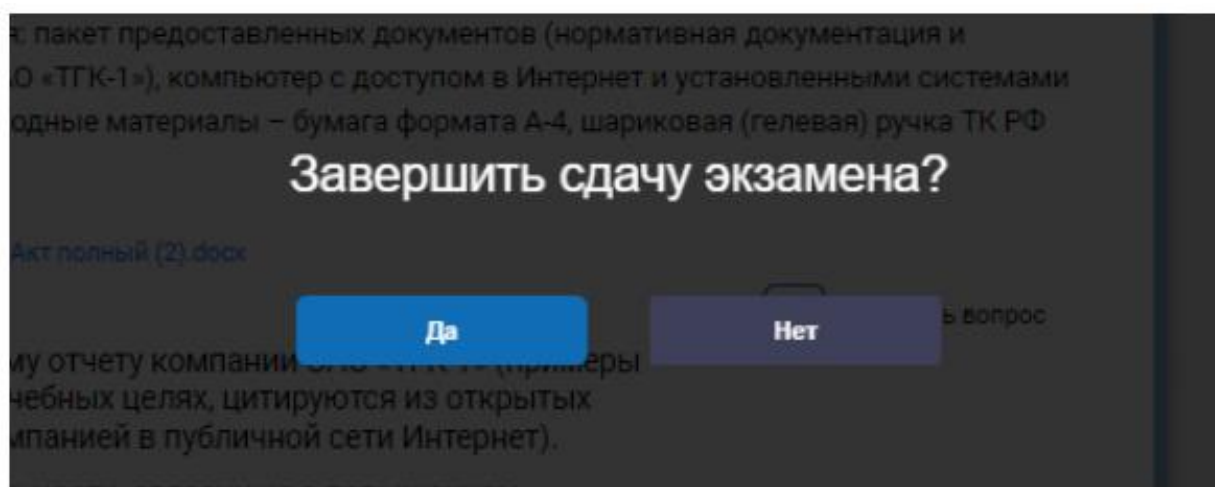 : пакет предоставленных документов (нормативная документация и
О «ТГК-1»), компьютер с доступом в Интернет и установленными системами
одные материалы – бумага формата А-4, шариковая (гелевая) ручка ТК РФ
Завершить сдачу экзамена?
Акт полный (2).docx
Да
Нет
ь вопрос
му отчету компании (примеры
чебных целях, цитируются из открытых
мпанией в публичной сети Интернет).